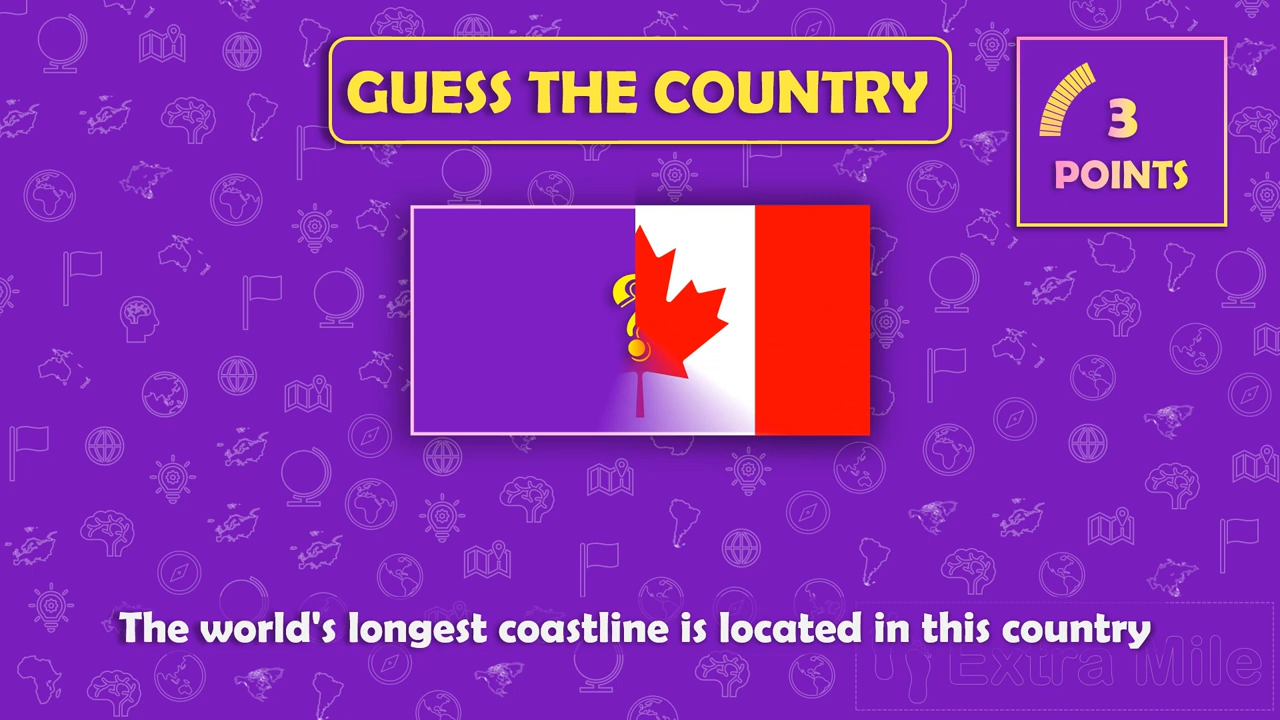 GUESS THE COUNTRY
3
POINTS
?
The world's longest coastline is located in this country
Extra Mile